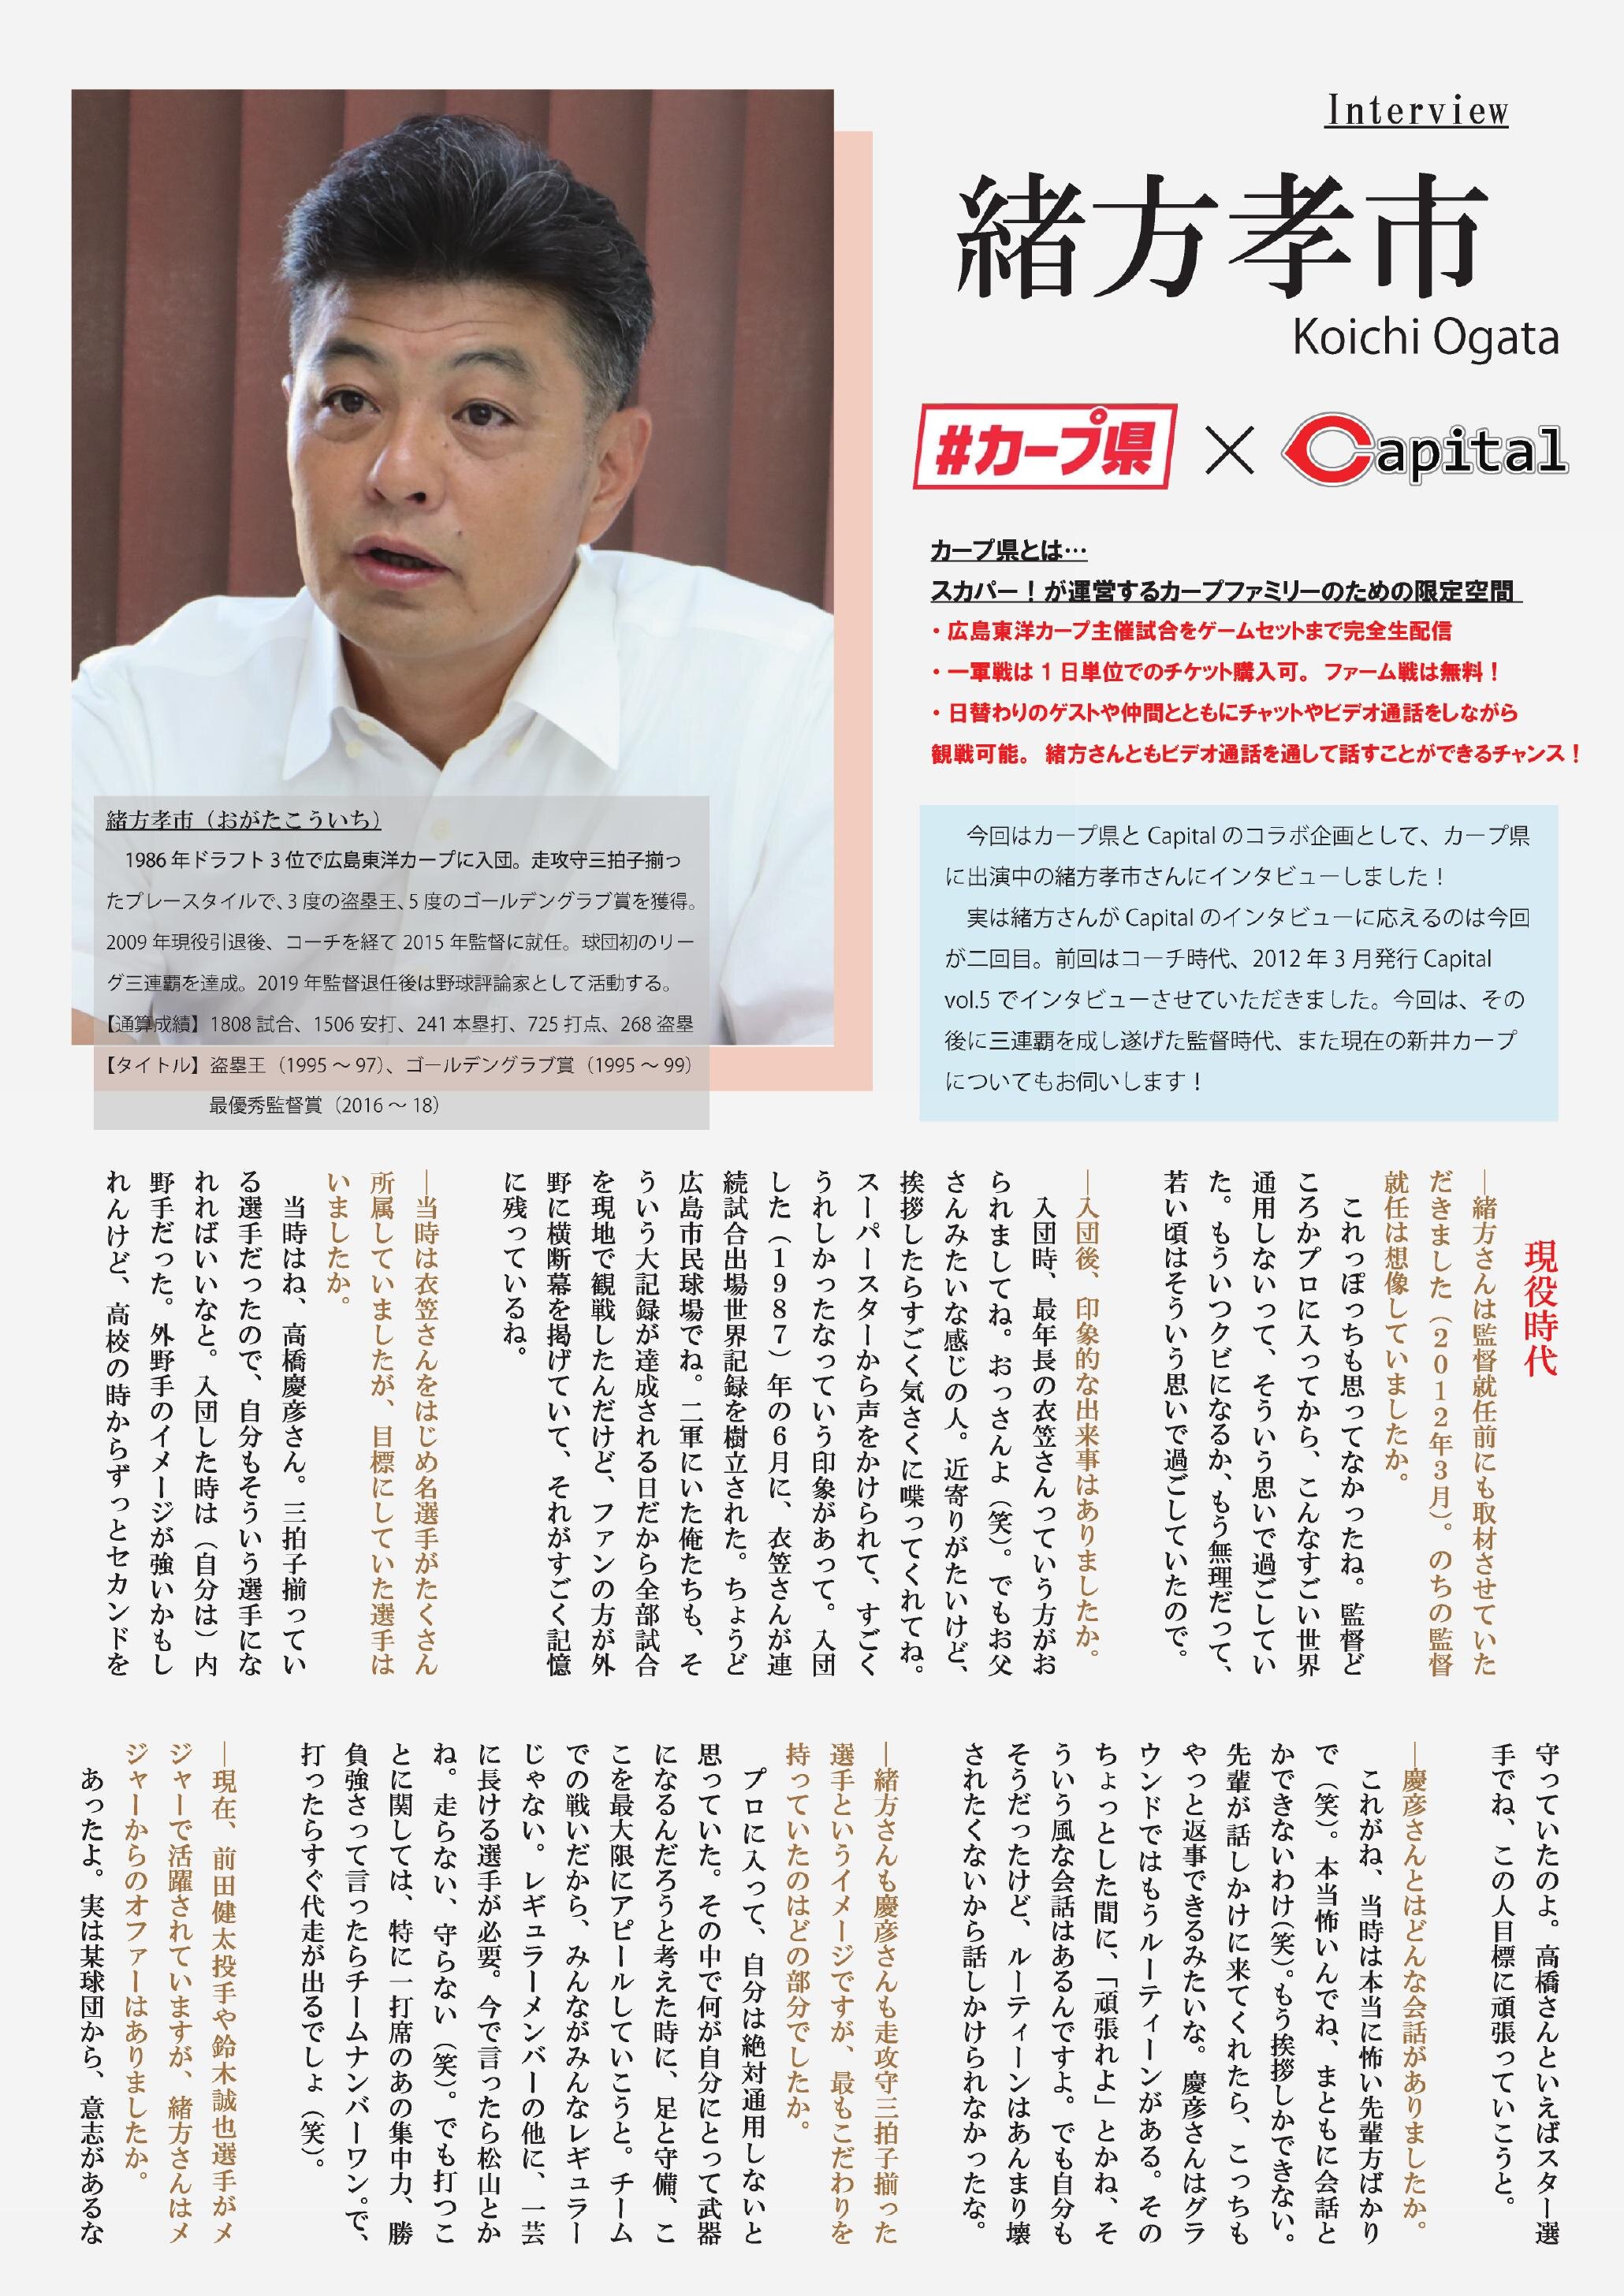 Interview
緒方孝市
Koichi Ogata
#カープ県 × Capital
カープ県とは…
スカパー！が運営するカープファミリーのための限定空間
・広島東洋カープ主催試合をゲームセットまで完全生配信
・一軍戦は 1 日単位でのチケット購入可。ファーム戦は無料！
・日替わりのゲストや仲間とともにチャットやビデオ通話をしながら
観戦可能。 緒方さんともビデオ通話を通して話すことができるチャンス！
緒方孝市（おがたこういち）
1986 年ドラフト 3 位で広島東洋カープに入団。走攻守三拍子揃っ
たプレースタイルで、3 度の盗塁王、5 度のゴールデングラブ賞を獲得。
2009 年現役引退後、コーチを経て 2015 年監督に就任。球団初のリー
グ三連覇を達成。2019 年監督退任後は野球評論家として活動する。
【通算成績】1808 試合、1506 安打、241 本塁打、725 打点、268 盗塁
【タイトル】盗塁王（1995 ～ 97）、ゴールデングラブ賞（1995 ～ 99）
最優秀監督賞（2016 ～ 18）
今回はカープ県と Capital のコラボ企画として、カープ県
に出演中の緒方孝市さんにインタビューしました！
実は緒方さんが Capital のインタビューに応えるのは今回
が二回目。前回はコーチ時代、2012 年 3 月発行 Capital
vol.5 でインタビューさせていただきました。今回は、その
後に三連覇を成し遂げた監督時代、また現在の新井カープ
についてもお伺いします！
現役時代
―緒方さんは監督就任前にも取材させていた
だきました（2012年3月）。のちの監督
就任は想像していましたか。
これっぽっちも思ってなかったね。監督ど
ころかプロに入ってから、こんなすごい世界
通用しないって、そういう思いで過ごしてい
た。もういつクビになるか、もう無理だって、
若い頃はそういう思いで過ごしていたので。
―入団後、印象的な出来事はありましたか。
入団時、最年長の衣笠さんっていう方がお
られましてね。おっさんよ（笑）。でもお父
さんみたいな感じの人。近寄りがたいけど、
挨拶したらすごく気さくに喋ってくれてね。
スーパースターから声をかけられて、すごく
うれしかったなっていう印象があって。入団
した（1987）年の6月に、衣笠さんが連
続試合出場世界記録を樹立された。ちょうど
広島市民球場でね。二軍にいた俺たちも、そ
ういう大記録が達成される日だから全部試合
を現地で観戦したんだけど、ファンの方が外
野に横断幕を掲げていて、それがすごく記憶
に残っているね。
―当時は衣笠さんをはじめ名選手がたくさん
所属していましたが、目標にしていた選手は
いましたか。
当時はね、高橋慶彦さん。三拍子揃ってい
る選手だったので、自分もそういう選手にな
れればいいなと。入団した時は（自分は）内
野手だった。外野手のイメージが強いかもし
れんけど、高校の時からずっとセカンドを
守っていたのよ。高橋さんといえばスター選
手でね、この人目標に頑張っていこうと。
―慶彦さんとはどんな会話がありましたか。
これがね、当時は本当に怖い先輩方ばかり
で（笑）。本当怖いんでね、まともに会話と
かできないわけ（笑）。もう挨拶しかできない。
先輩が話しかけに来てくれたら、こっちも
やっと返事できるみたいな。慶彦さんはグラ
ウンドではもうルーティーンがある。その
ちょっとした間に、「頑張れよ」とかね、そ
ういう風な会話はあるんですよ。でも自分も
そうだったけど、ルーティーンはあんまり壊
されたくないから話しかけられなかったな。
―緒方さんも慶彦さんも走攻守三拍子揃った
選手というイメージですが、最もこだわりを
持っていたのはどの部分でしたか。
プロに入って、自分は絶対通用しないと
思っていた。その中で何が自分にとって武器
になるんだろうと考えた時に、足と守備、こ
こを最大限にアピールしていこうと。チーム
での戦いだから、みんながみんなレギュラー
じゃない。レギュラーメンバーの他に、一芸
に長ける選手が必要。今で言ったら松山とか
ね。走らない、守らない（笑）。でも打つこ
とに関しては、特に一打席のあの集中力、勝
負強さって言ったらチームナンバーワン。で、
打ったらすぐ代走が出るでしょ（笑）。
―現在、前田健太投手や鈴木誠也選手がメ
ジャーで活躍されていますが、緒方さんはメ
ジャーからのオファーはありましたか。
あったよ。実は某球団から、意志があるな